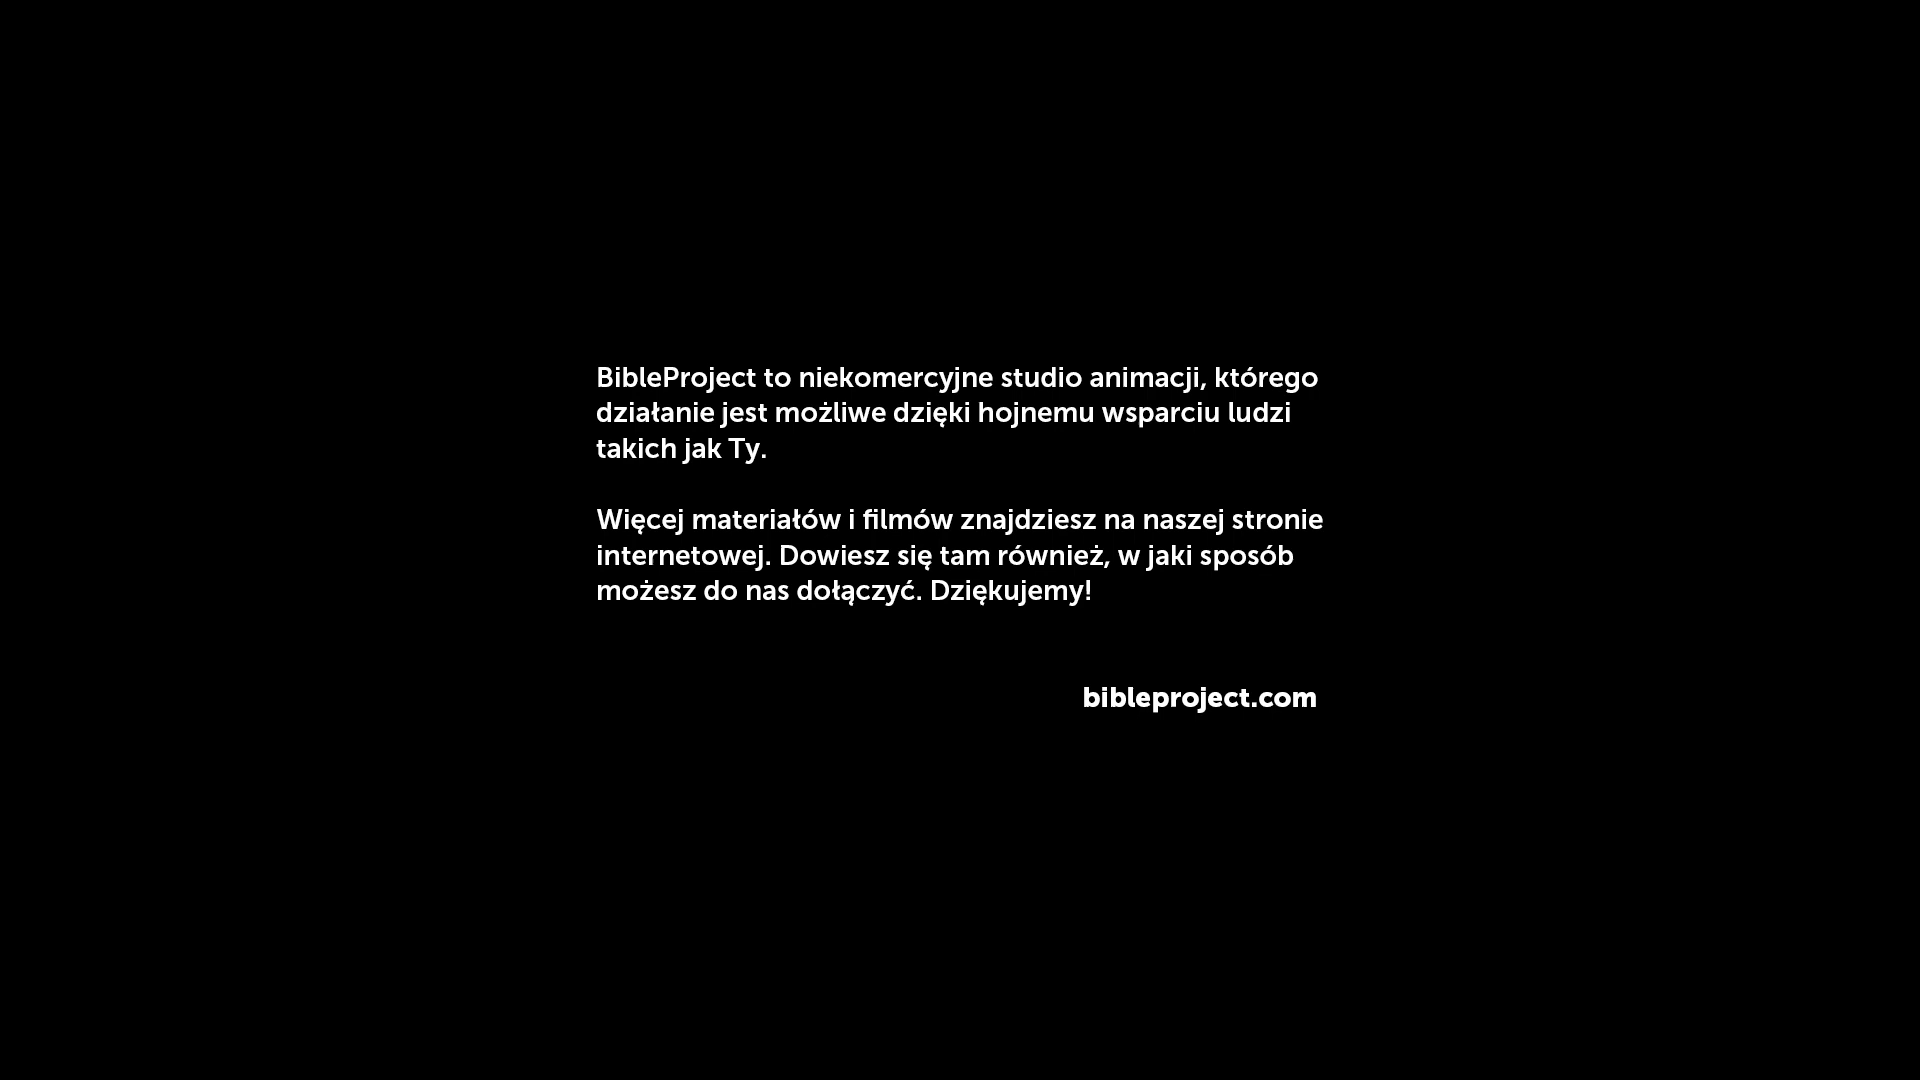 BibleProject to niekomercyjne studio animacji, którego
działanie jest możliwe dzięki hojnemu wsparciu ludzi
takich jak Ty.
Więcej materiałów i filmów znajdziesz na naszej stronie
internetowej. Dowiesz się tam również, w jaki sposób
możesz do nas dołączyć. Dziękujemy!
bibleproject.com